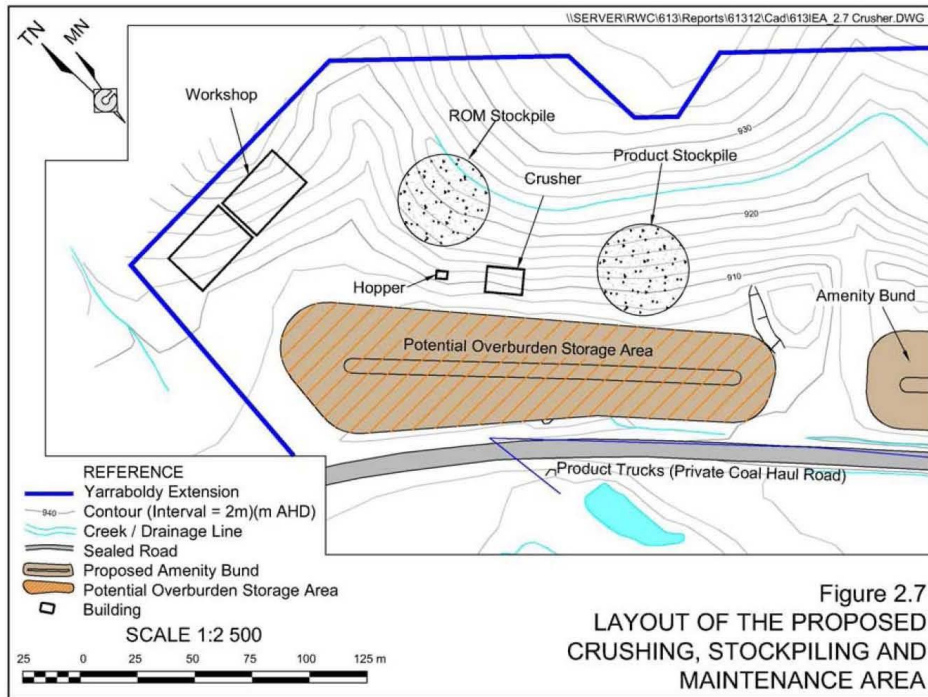 \\SERVER\RWC\613\Reports\61312\Cad\613IEA_2.7 Crusher.DWG
TN
MN
Workshop
ROM Stockpile
930
Product Stockpile
Crusher
920
Hopper
910
Amenity Bund
Potential Overburden Storage Area
Product Trucks (Private Coal Haul Road)
REFERENCE
Yarraboldy Extension
940 Contour (Interval = 2m)(m AHD)
Creek / Drainage Line
Sealed Road
Proposed Amenity Bund
Potential Overburden Storage Area
Building
SCALE 1:2 500
25 0 25 50 75 100 125 m
Figure 2.7
LAYOUT OF THE PROPOSED
CRUSHING, STOCKPILING AND
MAINTENANCE AREA